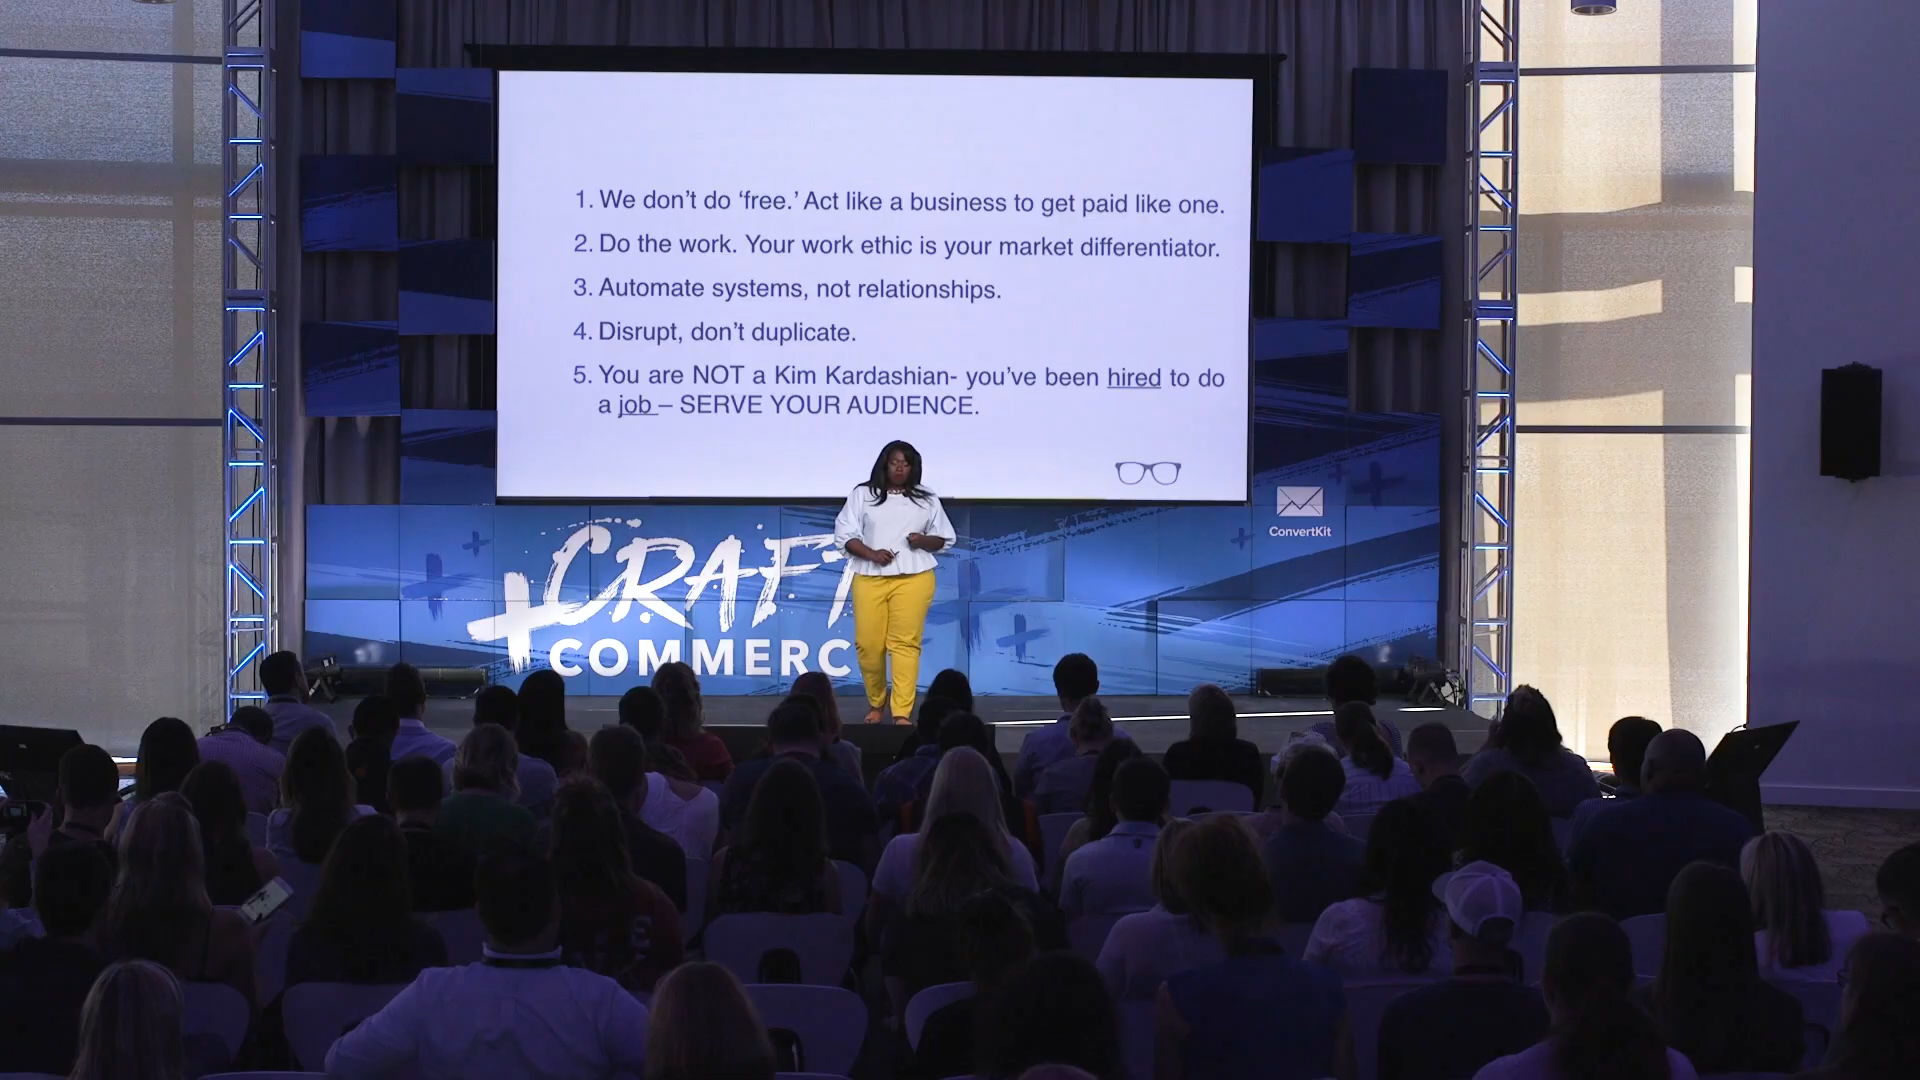 1. We don’t do ‘free.’ Act like a business to get paid like one.
2. Do the work. Your work ethic is your market differentiator.
3. Automate systems, not relationships.
4. Disrupt, don’t duplicate.
5. You are NOT a Kim Kardashian- you’ve been hired to do
a job – SERVE YOUR AUDIENCE.
ConvertKit
CRAFT
COMMERC